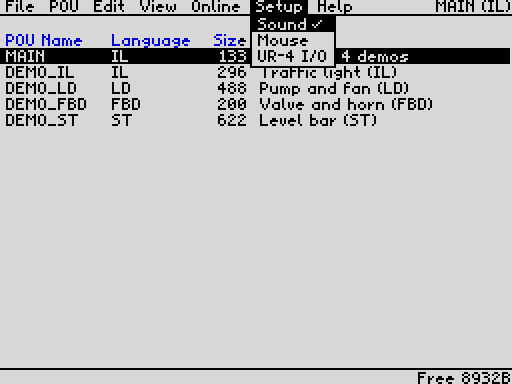 File POU Edit View Online Setup Help MAIN (IL)
Sound ✓
POU Name Language Size Mouse
MAIN IL 133 UR-4 I/O 4 demos
DEMO_IL IL 296 Traffic light (IL)
DEMO_LD LD 488 Pump and fan (LD)
DEMO_FBD FBD 200 Valve and horn (FBD)
DEMO_ST ST 622 Level bar (ST)
Free 8932B